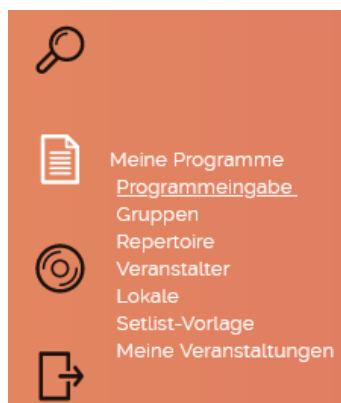 Meine Programme
Programmeingabe
Gruppen
Repertoire
Veranstalter
Lokale
Setlist-Vorlage
Meine Veranstaltungen